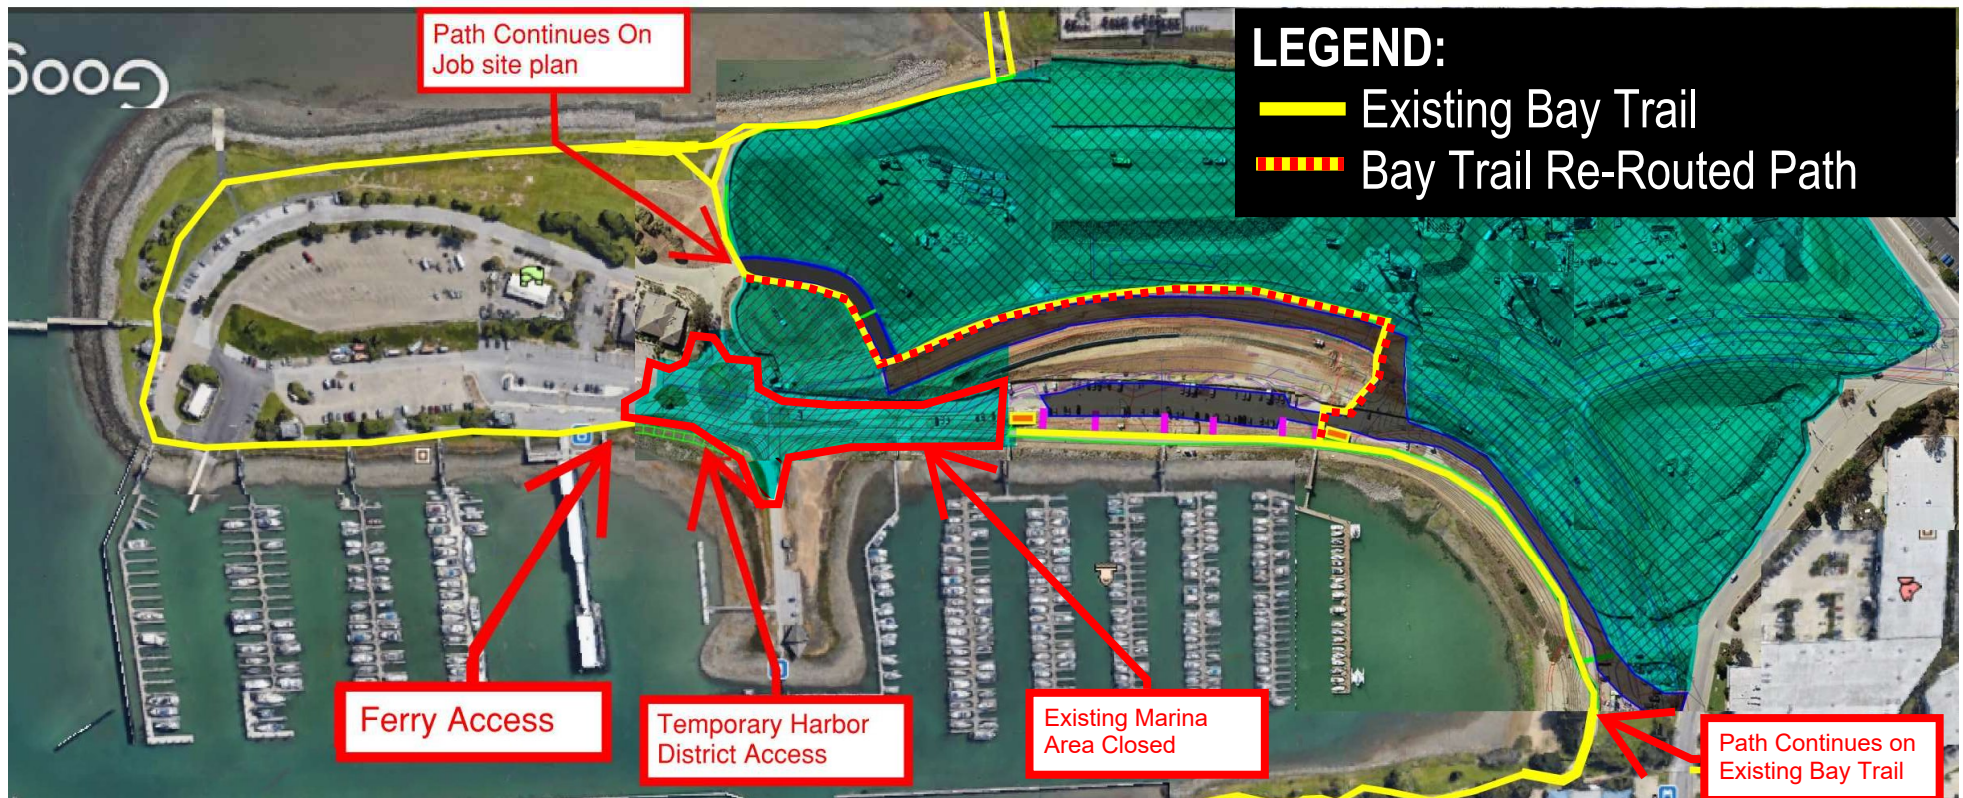 Path Continues On
Job site plan
LEGEND:
Existing Bay Trail
Bay Trail Re-Routed Path
Goog
Ferry Access
Temporary Harbor
District Access
Existing Marina
Area Closed
Path Continues on
Existing Bay Trail